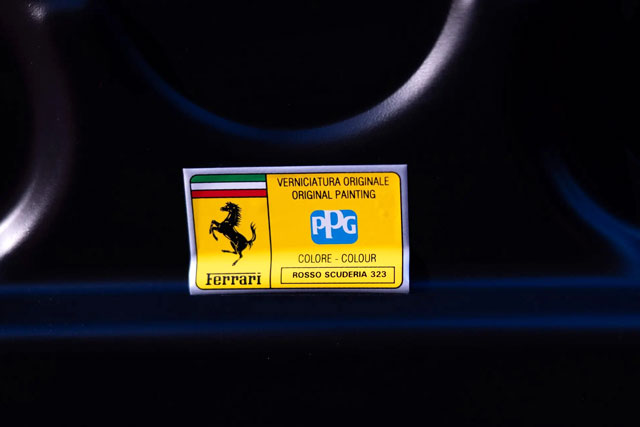 VERNICIATURA ORIGINALE
ORIGINAL PAINTING
PPG
COLORE - COLOUR
ROSSO SCUDERIA 323
Ferrari